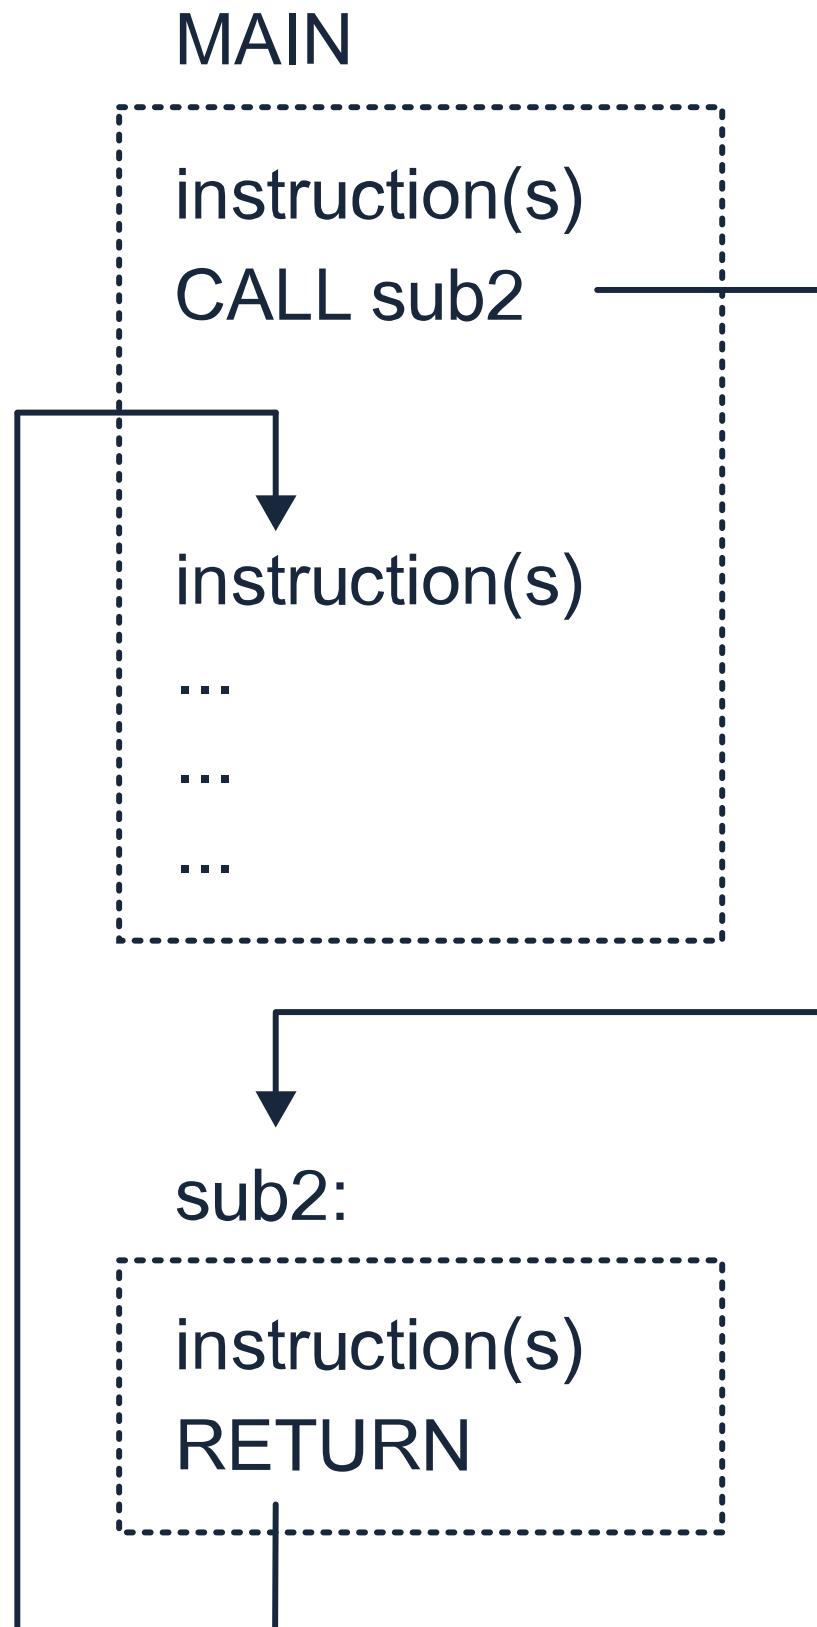 MAIN
instruction(s)
CALL sub2
instruction(s)
...
...
...
sub2:
instruction(s)
RETURN